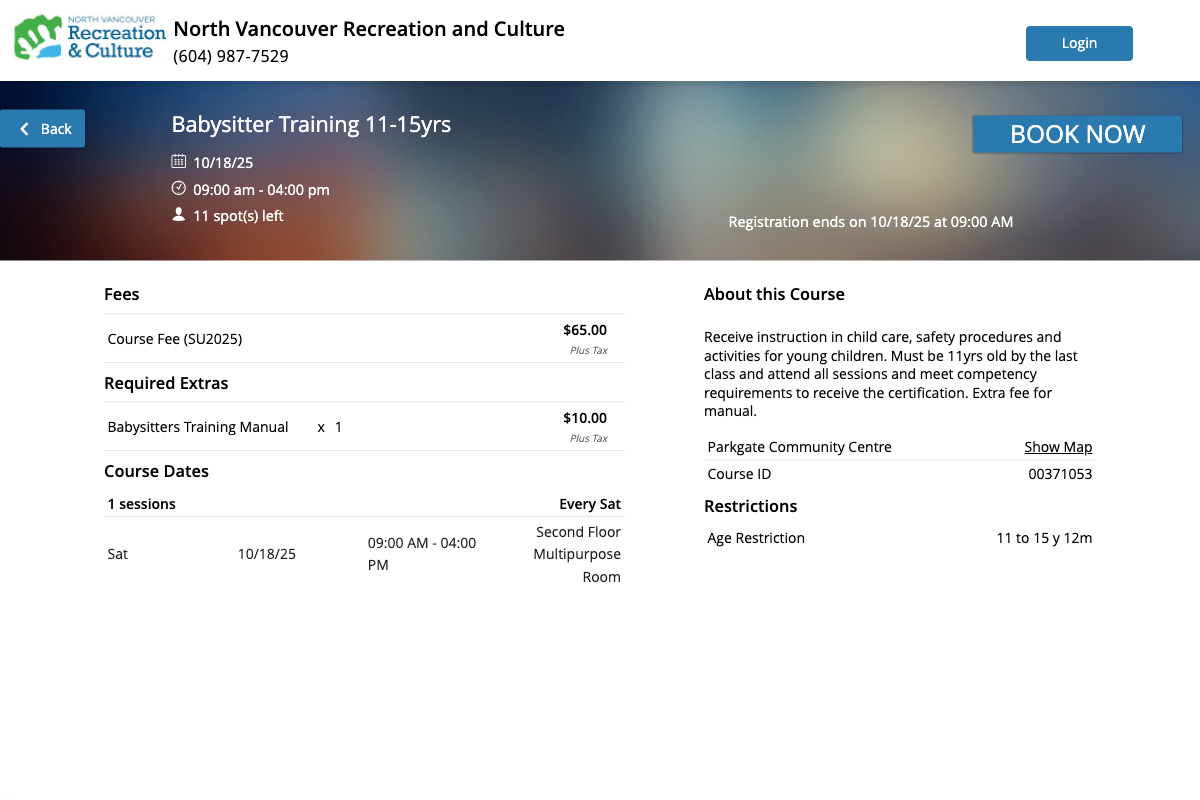 NORTH VANCOUVER
Recreation
& Culture
North Vancouver Recreation and Culture
(604) 987-7529
Login
Back
Babysitter Training 11-15yrs
BOOK NOW
10/18/25
09:00 am - 04:00 pm
11 spot(s) left
Registration ends on 10/18/25 at 09:00 AM
Fees
Course Fee (SU2025)
$65.00
Plus Tax
Required Extras
Babysitters Training Manual x 1
$10.00
Plus Tax
Course Dates
1 sessions Every Sat
Sat 10/18/25
09:00 AM - 04:00
PM
Second Floor
Multipurpose
Room
About this Course
Receive instruction in child care, safety procedures and
activities for young children. Must be 11yrs old by the last
class and attend all sessions and meet competency
requirements to receive the certification. Extra fee for
manual.
Parkgate Community Centre Show Map
Course ID 00371053
Restrictions
Age Restriction 11 to 15 y 12m